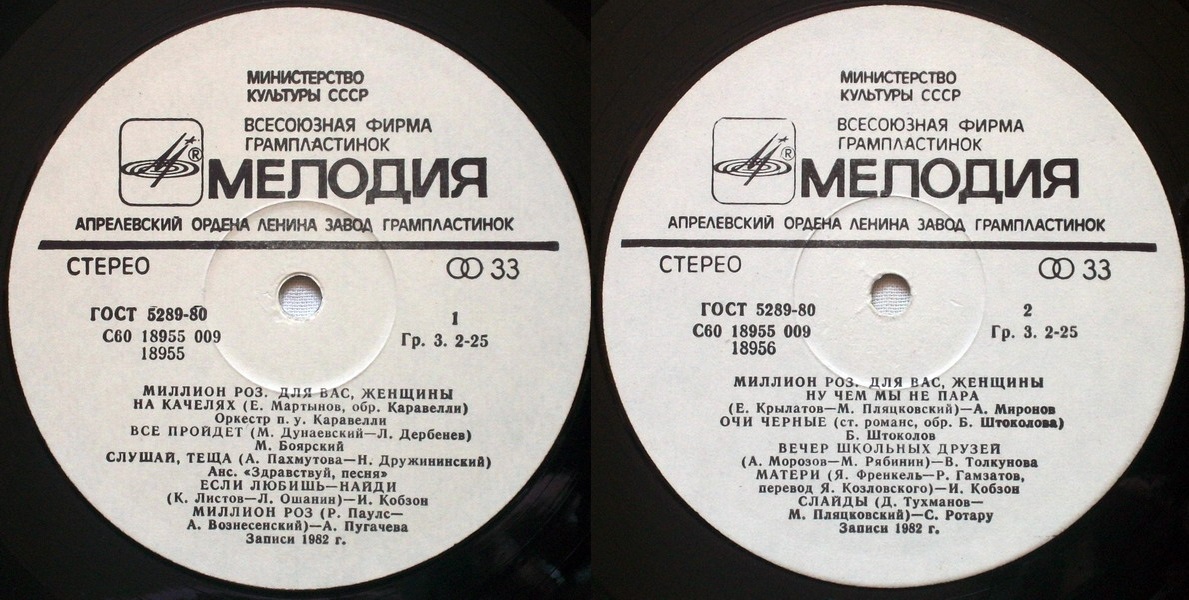 МИНИСТЕРСТВО
КУЛЬТУРЫ СССР
ВСЕСОЮЗНАЯ ФИРМА
ГРАМПЛАСТИНОК
®
МЕЛОДИЯ
АПРЕЛЕВСКИЙ ОРДЕНА ЛЕНИНА ЗАВОД ГРАМПЛАСТИНОК
СТЕРЕО
33
ГОСТ 5289-80
С60 18955 009
18955
1
Гр. 3. 2-25
МИЛЛИОН РОЗ. ДЛЯ ВАС, ЖЕНЩИНЫ
НА КАЧЕЛЯХ (Е. Мартынов, обр. Каравелли)
Оркестр п. у. Каравелли
ВСЕ ПРОЙДЕТ (М. Дунаевский—Л. Дербенев)
М. Боярский
СЛУШАЙ, ТЕЩА (А. Пахмутова—Н. Дружининский)
Анс. «Здравствуй, песня»
ЕСЛИ ЛЮБИШЬ—НАЙДИ
(К. Листов—Л. Ошанин)—И. Кобзон
МИЛЛИОН РОЗ (Р. Паулс—
А. Вознесенский)—А. Пугачева
Записи 1982 г.
МИНИСТЕРСТВО
КУЛЬТУРЫ СССР
ВСЕСОЮЗНАЯ ФИРМА
ГРАМПЛАСТИНОК
®
МЕЛОДИЯ
АПРЕЛЕВСКИЙ ОРДЕНА ЛЕНИНА ЗАВОД ГРАМПЛАСТИНОК
СТЕРЕО
33
ГОСТ 5289-80
С60 18955 009
18956
2
Гр. 3. 2-25
МИЛЛИОН РОЗ. ДЛЯ ВАС, ЖЕНЩИНЫ
НУ ЧЕМ МЫ НЕ ПАРА
(Е. Крылатов—М. Пляцковский)—А. Миронов
ОЧИ ЧЕРНЫЕ (ст. романс, обр. Б. Штоколова)
Б. Штоколов
ВЕЧЕР ШКОЛЬНЫХ ДРУЗЕЙ
(А. Морозов—М. Рябинин)—В. Толкунова
МАТЕРИ (Я. Френкель—Р. Гамзатов,
перевод Я. Козловского)—И. Кобзон
СЛАЙДЫ (Д. Тухманов—
М. Пляцковский)—С. Ротару
Записи 1982 г.